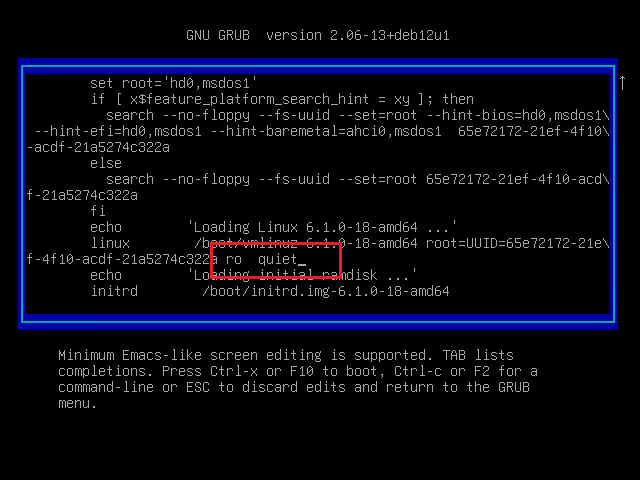 GNU GRUB  version 2.06-13+deb12u1
set root='hd0,msdos1'
if [ x$feature_platform_search_hint = xy ]; then
search --no-floppy --fs-uuid --set=root --hint-bios=hd0,msdos1\
--hint-efi=hd0,msdos1 --hint-baremetal=ahci0,msdos1  65e72172-21ef-4f10\
-acdf-21a5274c322a
else
search --no-floppy --fs-uuid --set=root 65e72172-21ef-4f10-acd\
f-21a5274c322a
fi
echo        'Loading Linux 6.1.0-18-amd64 ...'
linux        /boot/vmlinuz-6.1.0-18-amd64 root=UUID=65e72172-21e\
f-4f10-acdf-21a5274c322a ro  quiet_
echo        'Loading initial ramdisk ...'
initrd        /boot/initrd.img-6.1.0-18-amd64
Minimum Emacs-like screen editing is supported. TAB lists
completions. Press Ctrl-x or F10 to boot, Ctrl-c or F2 for a
command-line or ESC to discard edits and return to the GRUB
menu.